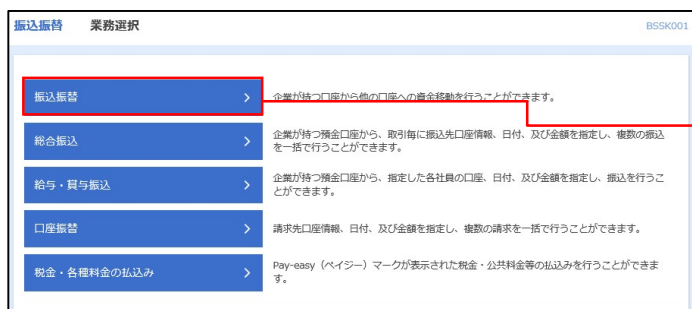 振込振替 業務選択 BSSK001
振込振替 企業が持つ口座から他の口座への資金移動を行うことができます。
総合振込 企業が持つ預金口座から、取引毎に振込先口座情報、日付、及び金額を指定し、複数の振込
を一括で行うことができます。
給与・賞与振込 企業が持つ預金口座から、指定した各社員の口座、日付、及び金額を指定し、振込を行うこ
とができます。
口座振替 請求先口座情報、日付、及び金額を指定し、複数の請求を一括で行うことができます。
税金・各種料金の払込み Pay-easy（ペイジー）マークが表示された税金・公共料金等の払込みを行うことができま
す。